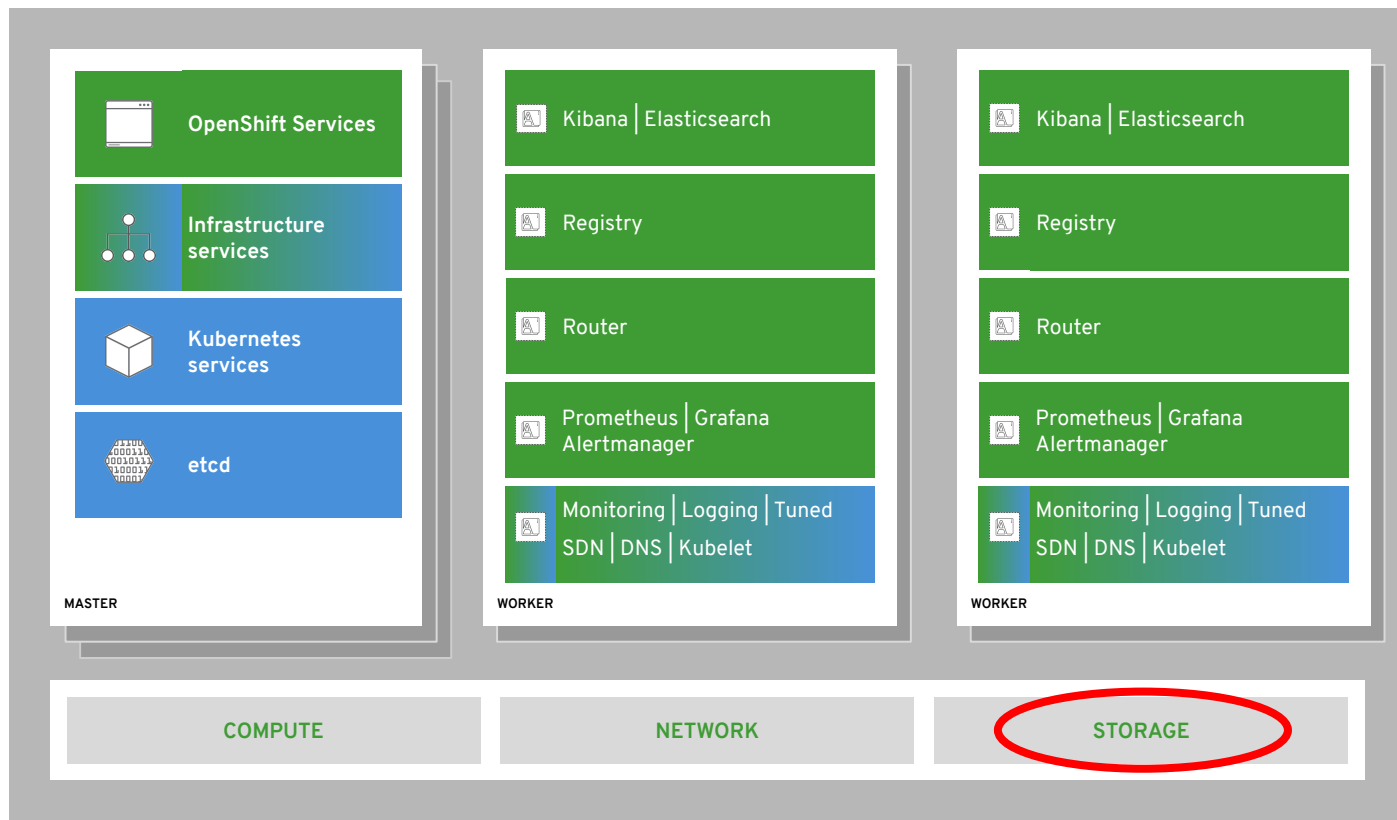 OpenShift Services
Infrastructure
services
Kubernetes
services
etcd
MASTER
Kibana | Elasticsearch
Registry
Router
Prometheus | Grafana
Alertmanager
Monitoring | Logging | Tuned
SDN | DNS | Kubelet
WORKER
Kibana | Elasticsearch
Registry
Router
Prometheus | Grafana
Alertmanager
Monitoring | Logging | Tuned
SDN | DNS | Kubelet
WORKER
COMPUTE
NETWORK
STORAGE